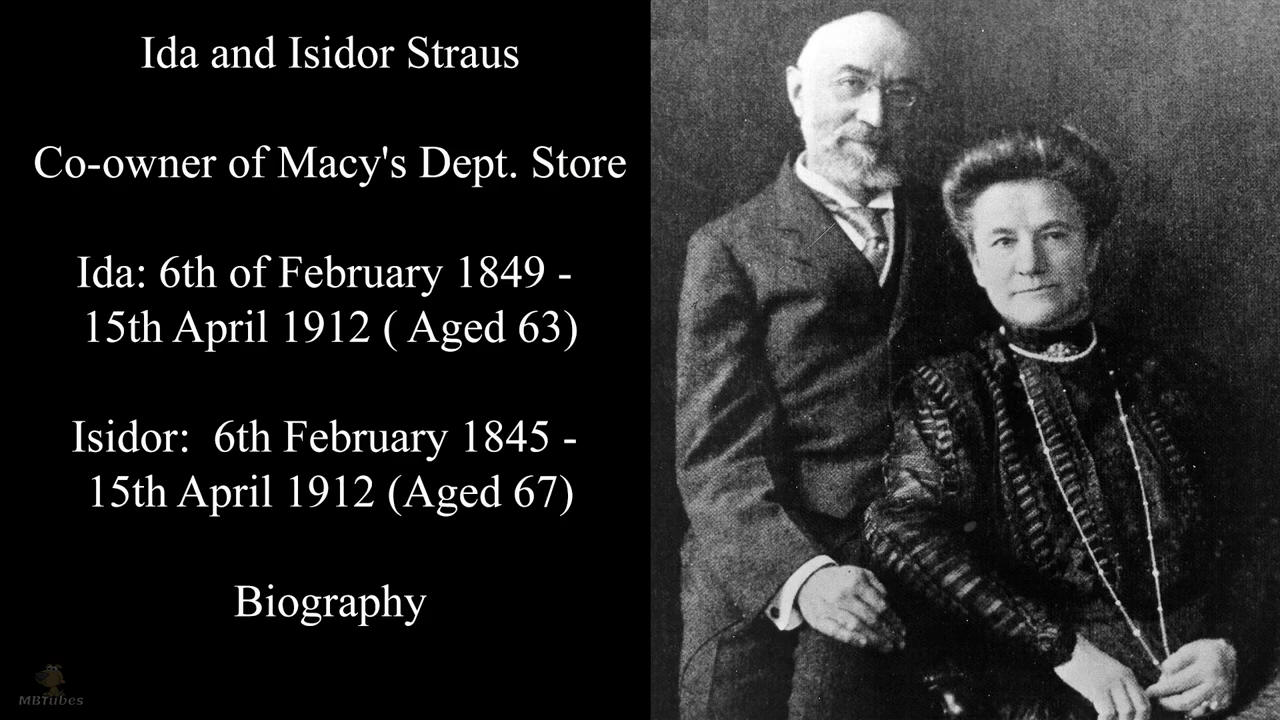 Ida and Isidor Straus
Co-owner of Macy's Dept. Store
Ida: 6th of February 1849 -
15th April 1912 ( Aged 63)
Isidor:  6th February 1845 -
15th April 1912 (Aged 67)
Biography
MBTubes